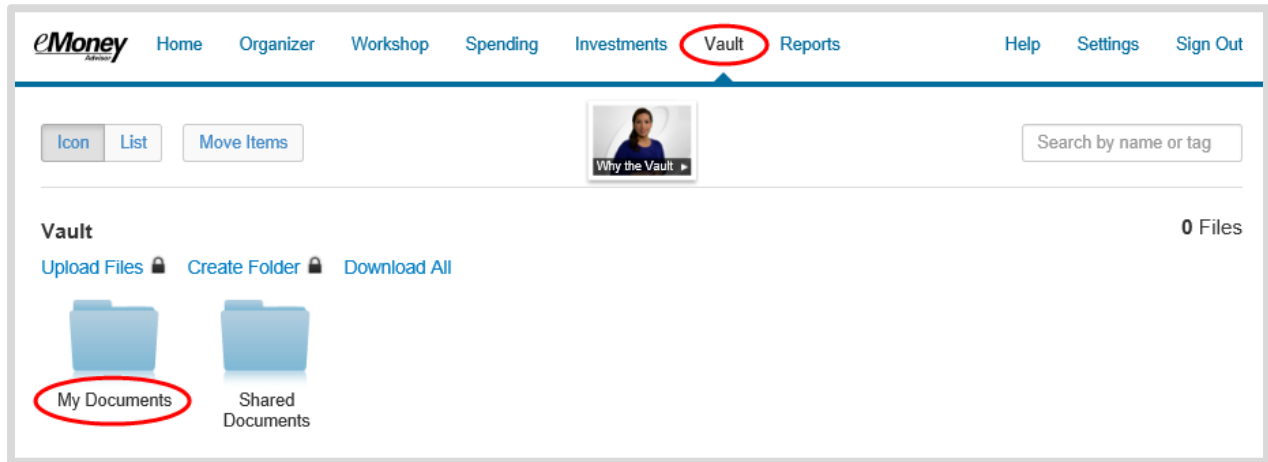 eMoney Home Organizer Workshop Spending Investments Vault Reports Help Settings Sign Out
Advisor
Icon List Move Items Why the Vault Search by name or tag
Vault 0 Files
Upload Files Create Folder Download All
My Documents Shared
Documents